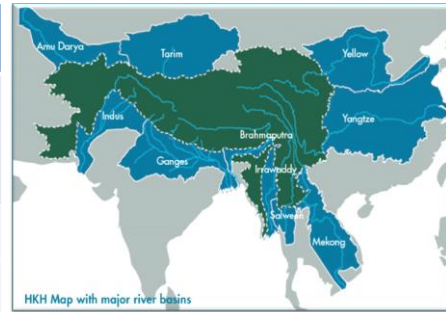 Amu Darya
Tarim
Yellow
Indus
Yangtze
Brahmaputra
Ganges
Irrawaddy
Salween
Mekong
HKH Map with major river basins